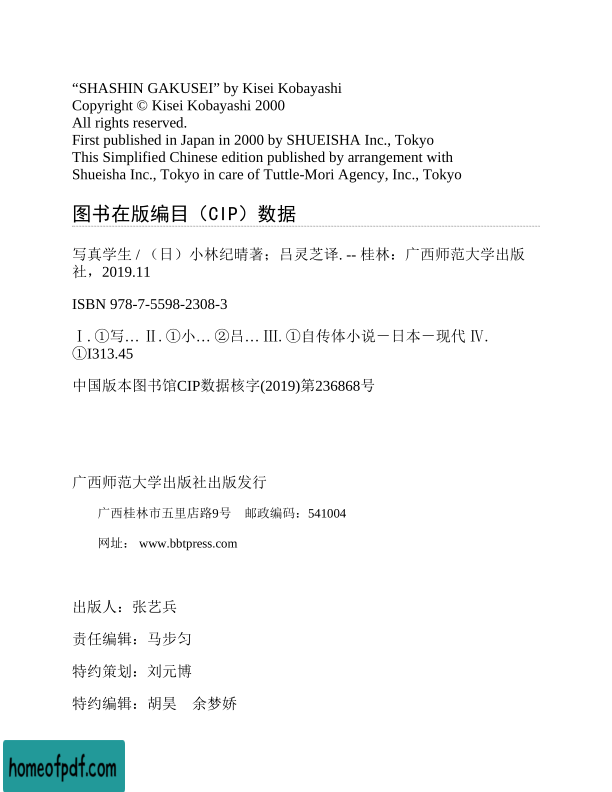 “SHASHIN GAKUSEI” by Kisei Kobayashi
Copyright © Kisei Kobayashi 2000
All rights reserved.
First published in Japan in 2000 by SHUEISHA Inc., Tokyo
This Simplified Chinese edition published by arrangement with
Shueisha Inc., Tokyo in care of Tuttle-Mori Agency, Inc., Tokyo
图书在版编目（CIP）数据
写真学生 / （日）小林纪晴著；吕灵芝译. -- 桂林：广西师范大学出版
社，2019.11
ISBN 978-7-5598-2308-3
Ⅰ. ①写… Ⅱ. ①小… ②吕… Ⅲ. ①自传体小说－日本－现代 Ⅳ.
①I313.45
中国版本图书馆CIP数据核字(2019)第236868号
广西师范大学出版社出版发行
广西桂林市五里店路9号 邮政编码：541004
网址： www.bbtpress.com
出版人：张艺兵
责任编辑：马步匀
特约策划：刘元博
特约编辑：胡昊 余梦娇
homeofpdf.com